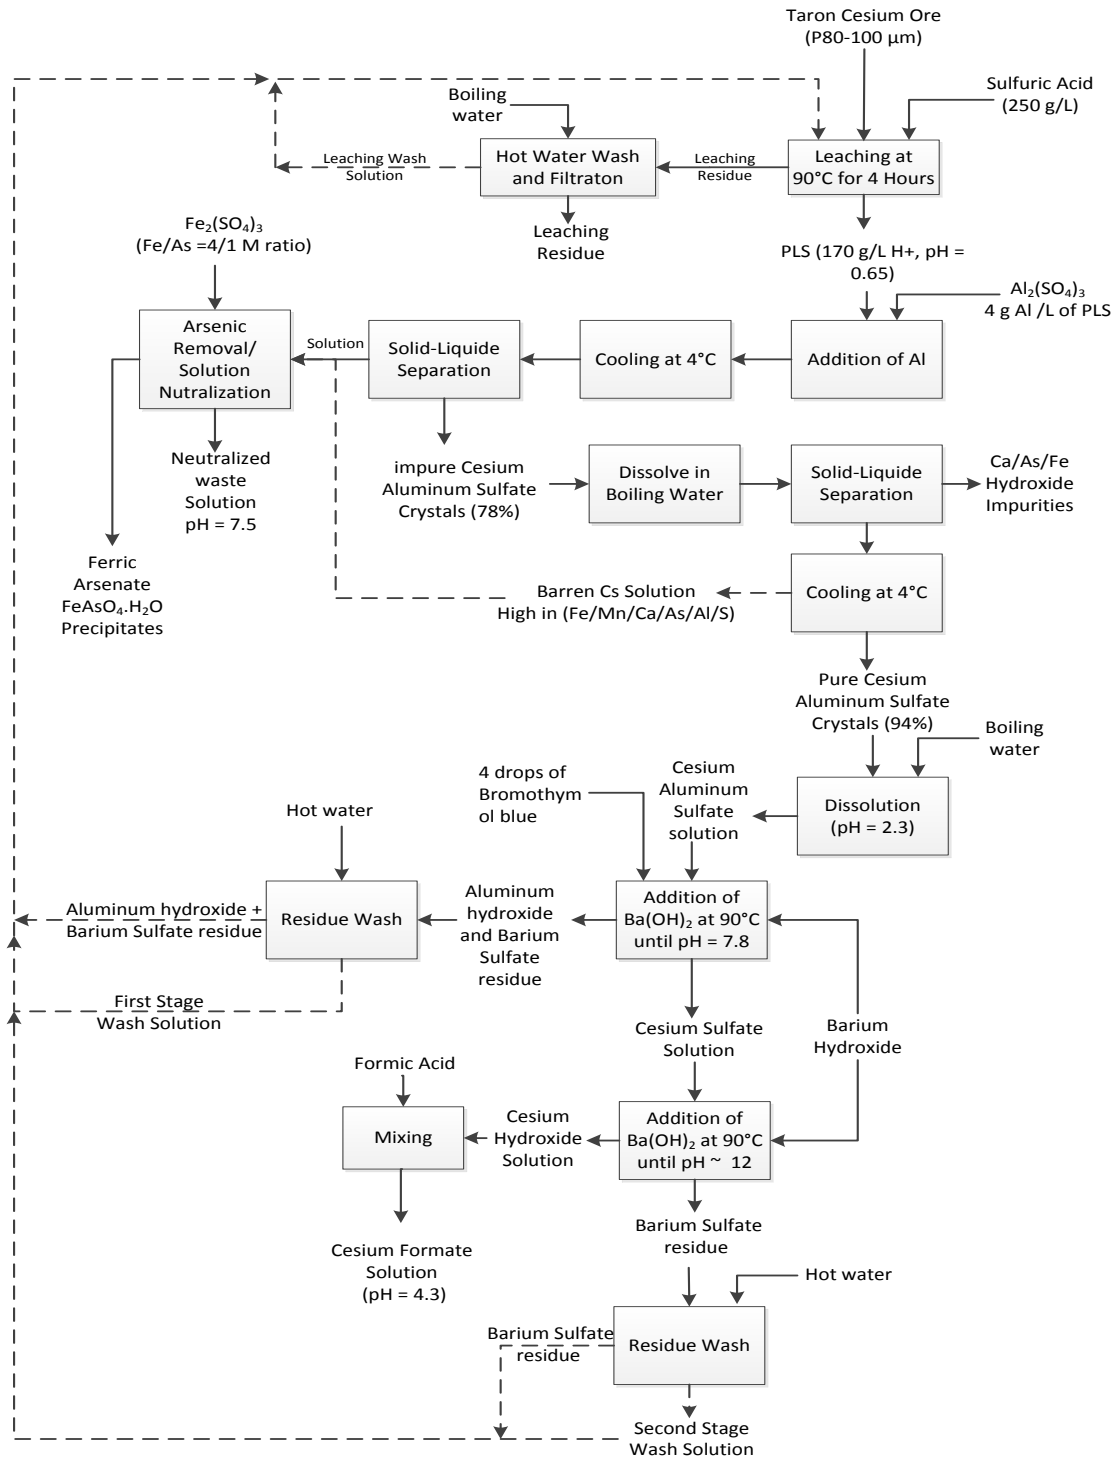 Taron Cesium Ore
(P80-100 µm)
Sulfuric Acid
(250 g/L)
Boiling
water
Leaching Wash
Solution
Hot Water Wash
and Filtraton
Leaching
Residue
Leaching at
90°C for 4 Hours
Leaching
Residue
Fe₂(SO₄)₃
(Fe/As =4/1 M ratio)
PLS (170 g/L H+, pH =
0.65)
Al₂(SO₄)₃
4 g Al /L of PLS
Arsenic
Removal/
Solution
Nutralization
Solution
Solid-Liquide
Separation
Cooling at 4°C
Addition of Al
Neutralized
waste
Solution
pH = 7.5
impure Cesium
Aluminum Sulfate
Crystals (78%)
Dissolve in
Boiling Water
Solid-Liquide
Separation
Ca/As/Fe
Hydroxide
Impurities
Ferric
Arsenate
FeAsO₄.H₂O
Precipitates
Barren Cs Solution
High in (Fe/Mn/Ca/As/Al/S)
Cooling at 4°C
Pure Cesium
Aluminum Sulfate
Crystals (94%)
Boiling
water
4 drops of
Bromothym
ol blue
Cesium
Aluminum
Sulfate
solution
Dissolution
(pH = 2.3)
Hot water
Aluminum hydroxide +
Barium Sulfate residue
Residue Wash
Aluminum
hydroxide
and Barium
Sulfate
residue
Addition of
Ba(OH)₂ at 90°C
until pH = 7.8
First Stage
Wash Solution
Cesium Sulfate
Solution
Barium
Hydroxide
Formic Acid
Mixing
Cesium
Hydroxide
Solution
Addition of
Ba(OH)₂ at 90°C
until pH ~ 12
Cesium Formate
Solution
(pH = 4.3)
Barium Sulfate
residue
Hot water
Barium Sulfate
residue
Residue Wash
Second Stage
Wash Solution